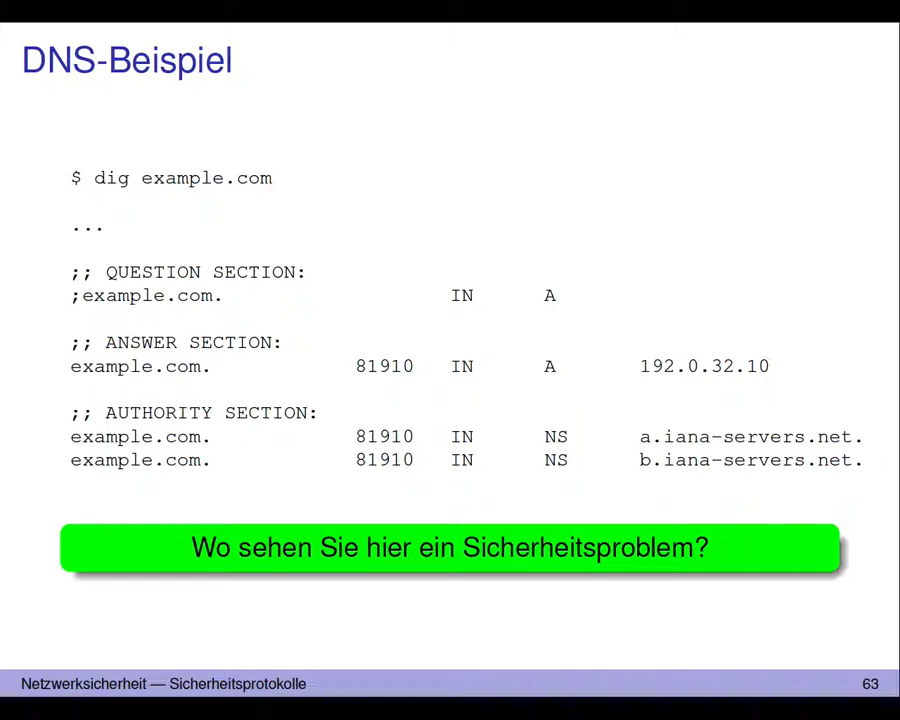 DNS-Beispiel
$ dig example.com
...
;; QUESTION SECTION:
;example.com. IN A
;; ANSWER SECTION:
example.com. 81910 IN A 192.0.32.10
;; AUTHORITY SECTION:
example.com. 81910 IN NS a.iana-servers.net.
example.com. 81910 IN NS b.iana-servers.net.
Wo sehen Sie hier ein Sicherheitsproblem?
Netzwerksicherheit — Sicherheitsprotokolle 63